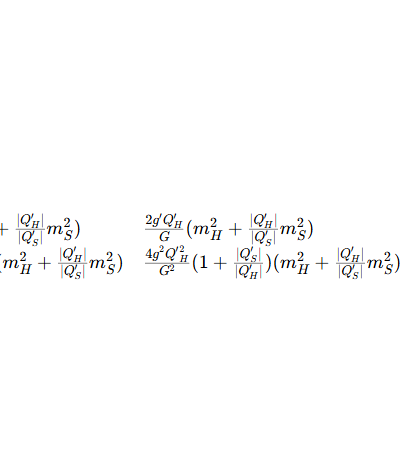 + \frac{|Q'_H|}{|Q'_S|} m_S^2) \frac{2g'Q'_H}{G}(m_H^2 + \frac{|Q'_H|}{|Q'_S|} m_S^2)
(m_H^2 + \frac{|Q'_H|}{|Q'_S|} m_S^2) \frac{4g^2Q'^2_H}{G^2}(1 + \frac{|Q'_S|}{|Q'_H|})(m_H^2 + \frac{|Q'_H|}{|Q'_S|} m_S^2)